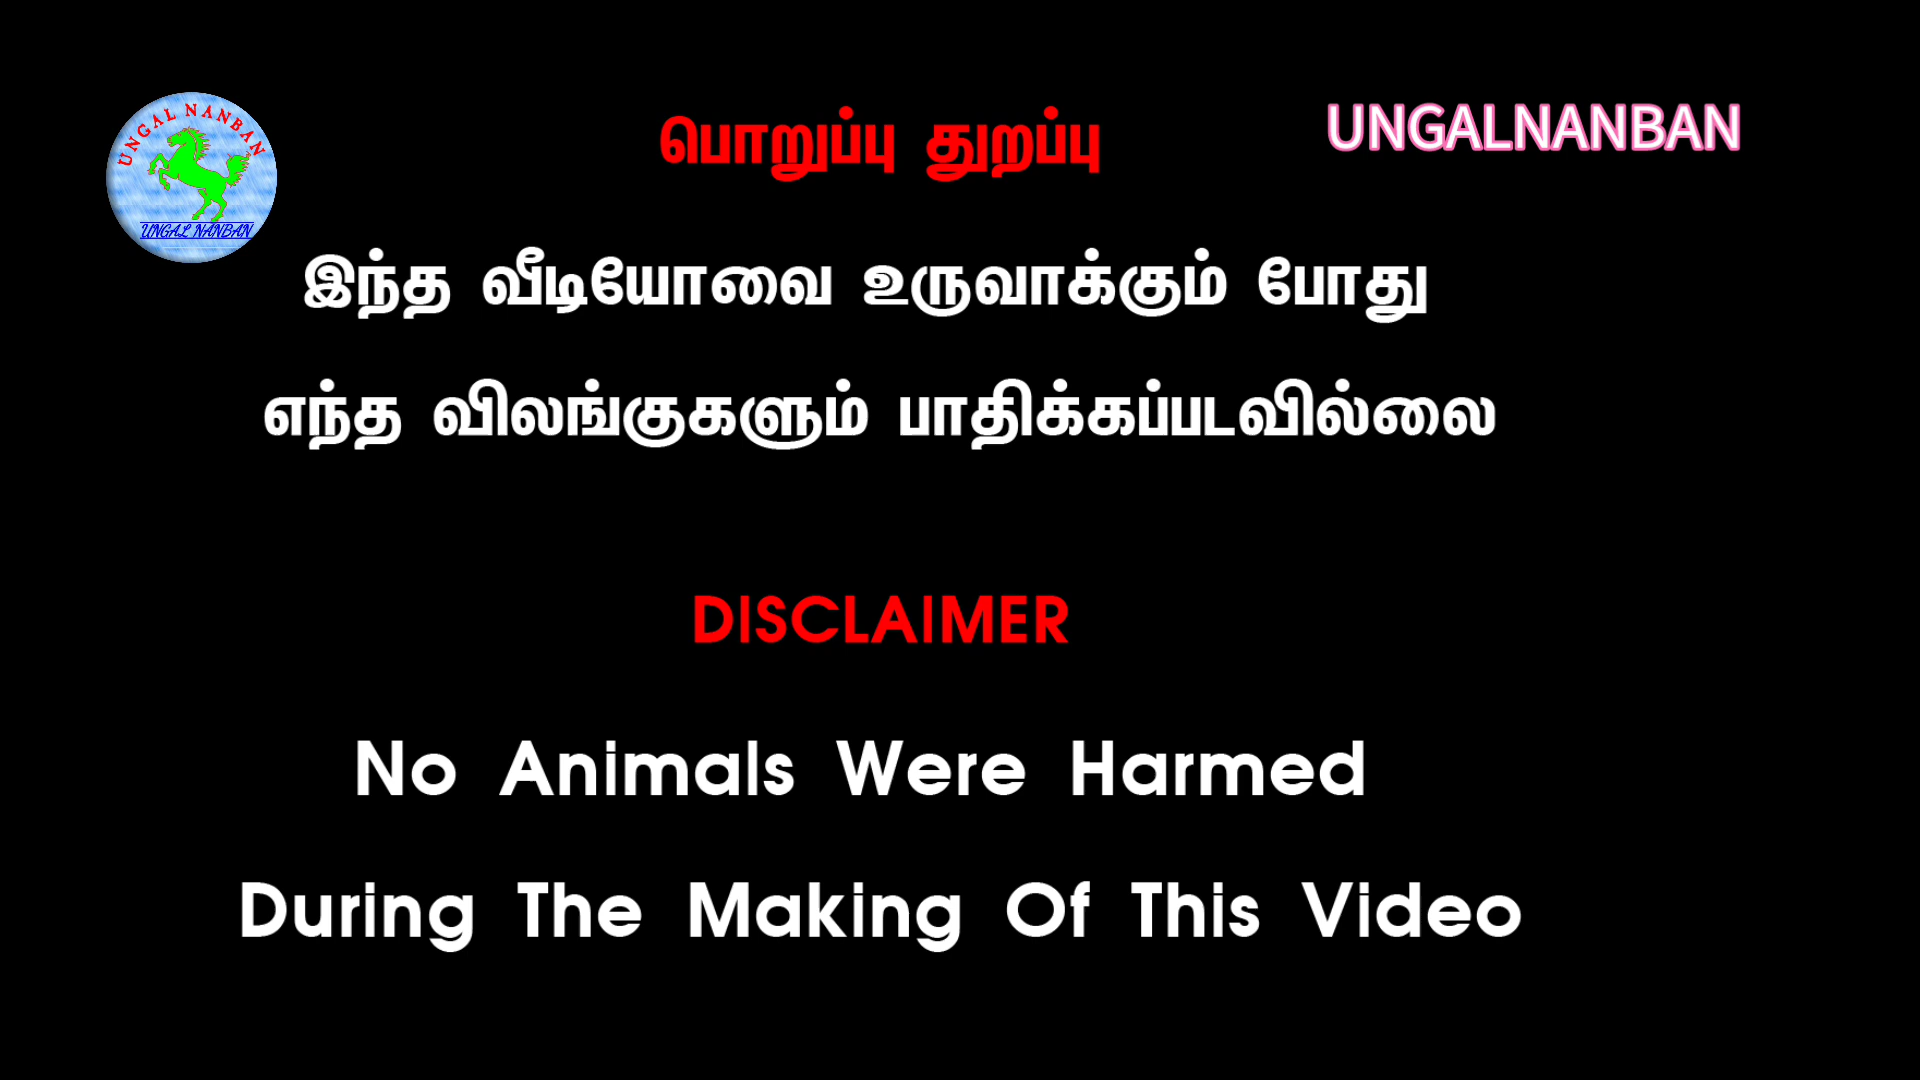 UNGAL NANBAN
UNGAL NANBAN
பொறுப்பு துறப்பு
UNGALNANBAN
இந்த வீடியோவை உருவாக்கும் போது
எந்த விலங்குகளும் பாதிக்கப்படவில்லை
DISCLAIMER
No Animals Were Harmed
During The Making Of This Video